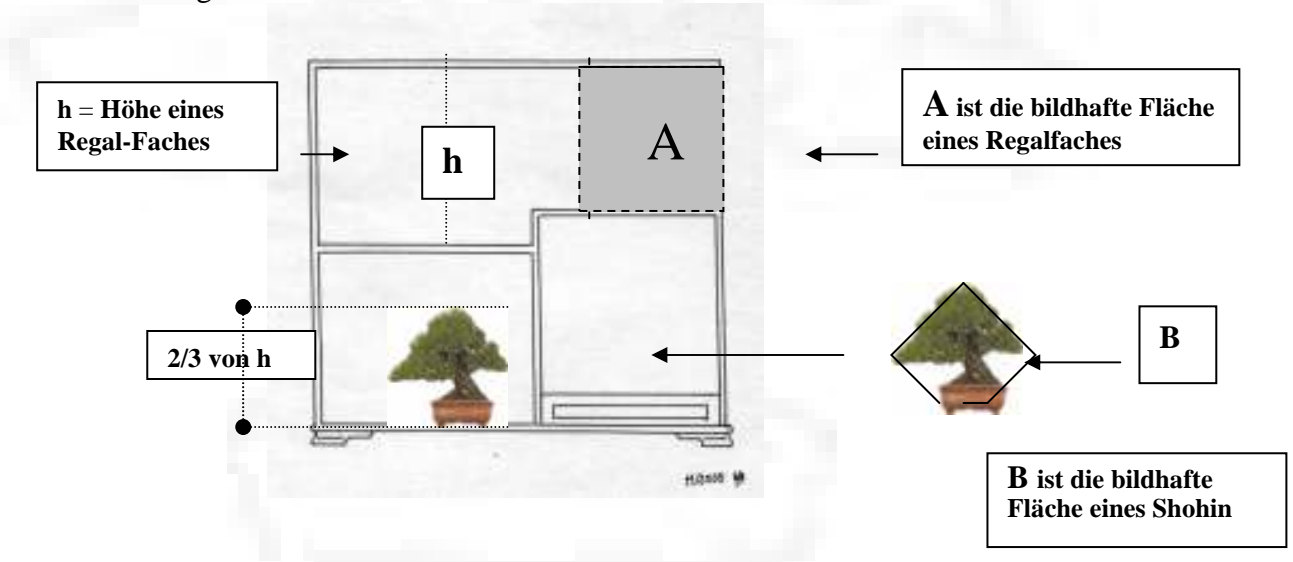 h = Höhe eines
Regal-Faches
h
A
A ist die bildhafte Fläche
eines Regalfaches
2/3 von h
B
B ist die bildhafte
Fläche eines Shohin